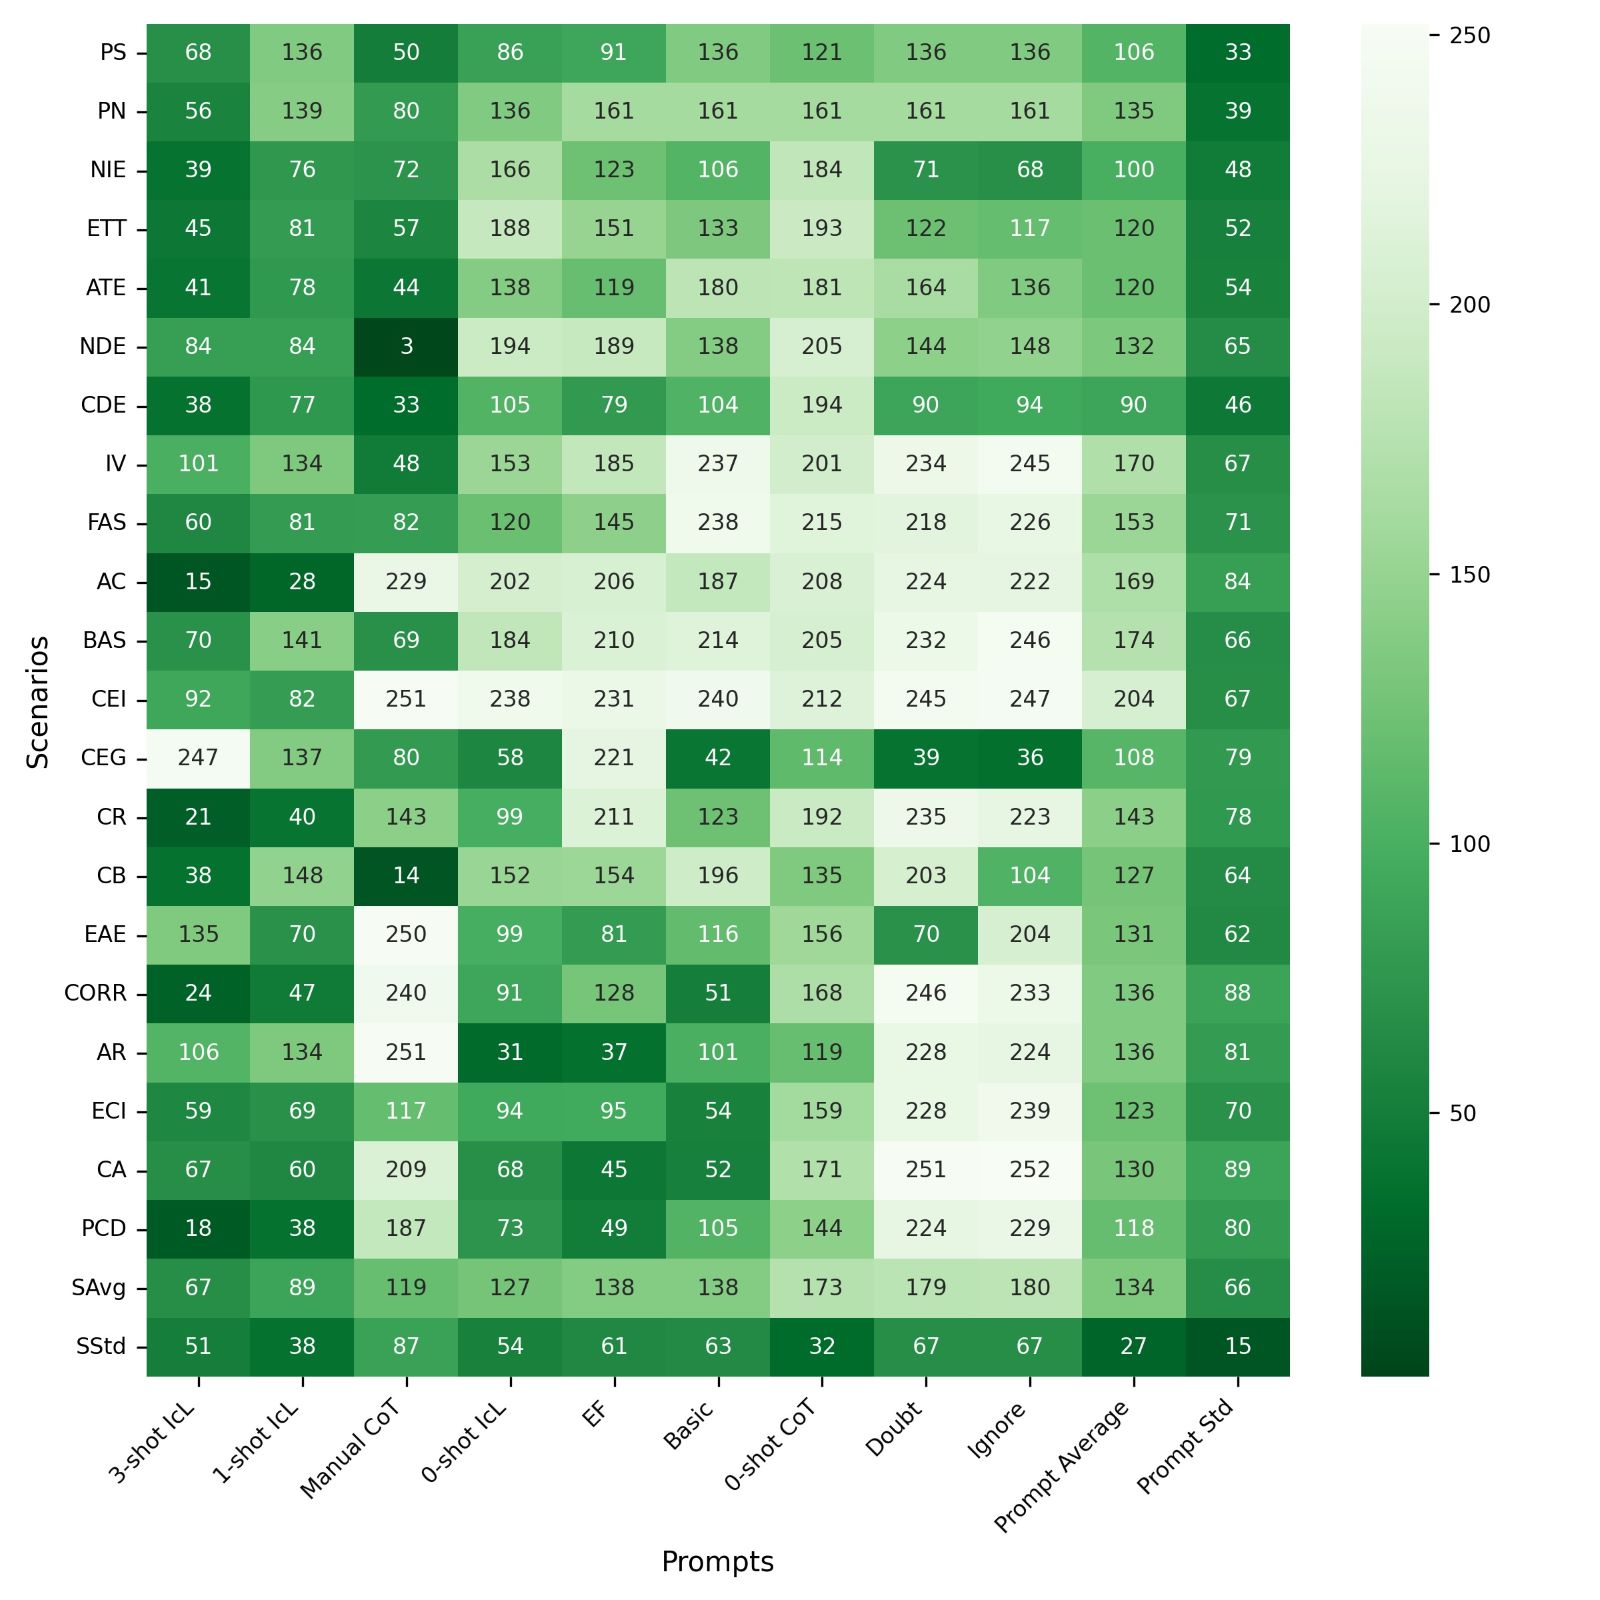 PS 68 136 50 86 91 136 121 136 136 106 33
PN 56 139 80 136 161 161 161 161 161 135 39
NIE 39 76 72 166 123 106 184 71 68 100 48
ETT 45 81 57 188 151 133 193 122 117 120 52
ATE 41 78 44 138 119 180 181 164 136 120 54
NDE 84 84 3 194 189 138 205 144 148 132 65
CDE 38 77 33 105 79 104 194 90 94 90 46
IV 101 134 48 153 185 237 201 234 245 170 67
FAS 60 81 82 120 145 238 215 218 226 153 71
AC 15 28 229 202 206 187 208 224 222 169 84
BAS 70 141 69 184 210 214 205 232 246 174 66
CEI 92 82 251 238 231 240 212 245 247 204 67
CEG 247 137 80 58 221 42 114 39 36 108 79
CR 21 40 143 99 211 123 192 235 223 143 78
CB 38 148 14 152 154 196 135 203 104 127 64
EAE 135 70 250 99 81 116 156 70 204 131 62
CORR 24 47 240 91 128 51 168 246 233 136 88
AR 106 134 251 31 37 101 119 228 224 136 81
ECI 59 69 117 94 95 54 159 228 239 123 70
CA 67 60 209 68 45 52 171 251 252 130 89
PCD 18 38 187 73 49 105 144 224 229 118 80
SAvg 67 89 119 127 138 138 173 179 180 134 66
SStd 51 38 87 54 61 63 32 67 67 27 15
3-shot IcL
1-shot IcL
Manual CoT
0-shot IcL
EF
Basic
0-shot CoT
Doubt
Ignore
Prompt Average
Prompt Std
Prompts
Scenarios
250
200
150
100
50